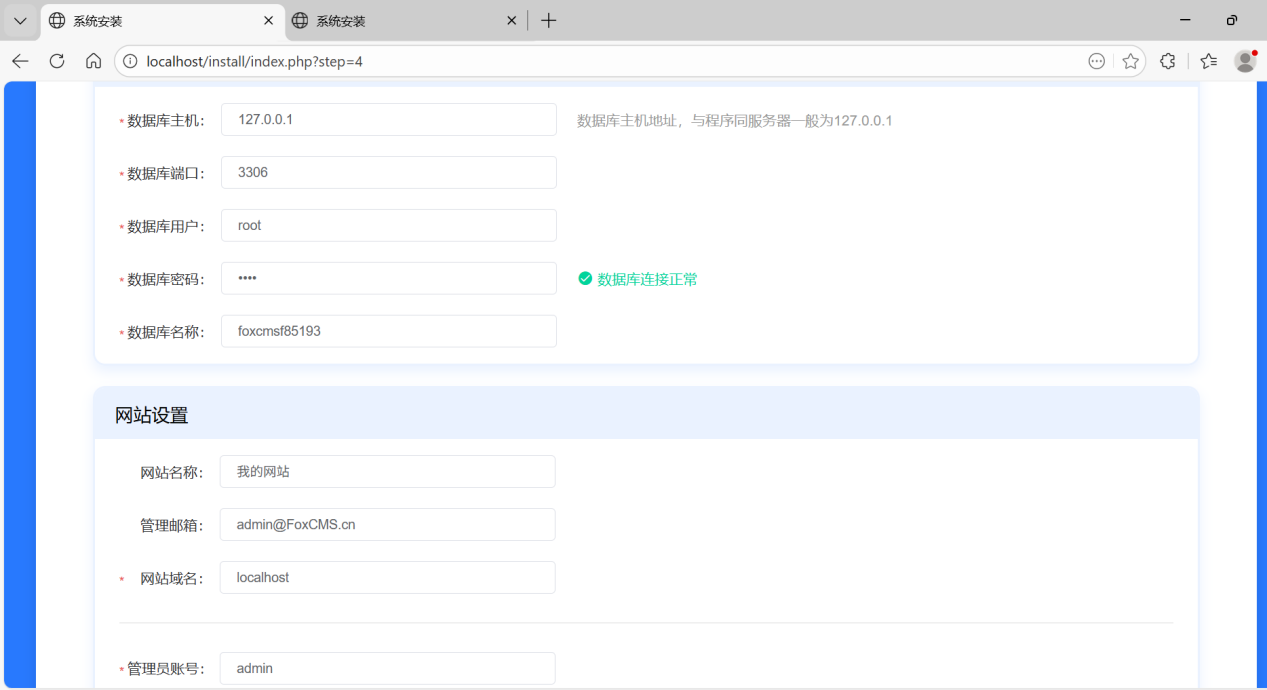 系统安装
系统安装
localhost/install/index.php?step=4
*数据库主机： 127.0.0.1 数据库主机地址，与程序同服务器一般为127.0.0.1
*数据库端口： 3306
*数据库用户： root
*数据库密码： •••• 数据库连接正常
*数据库名称： foxcmsf85193
网站设置
网站名称： 我的网站
管理邮箱： admin@FoxCMS.cn
* 网站域名： localhost
*管理员账号： admin